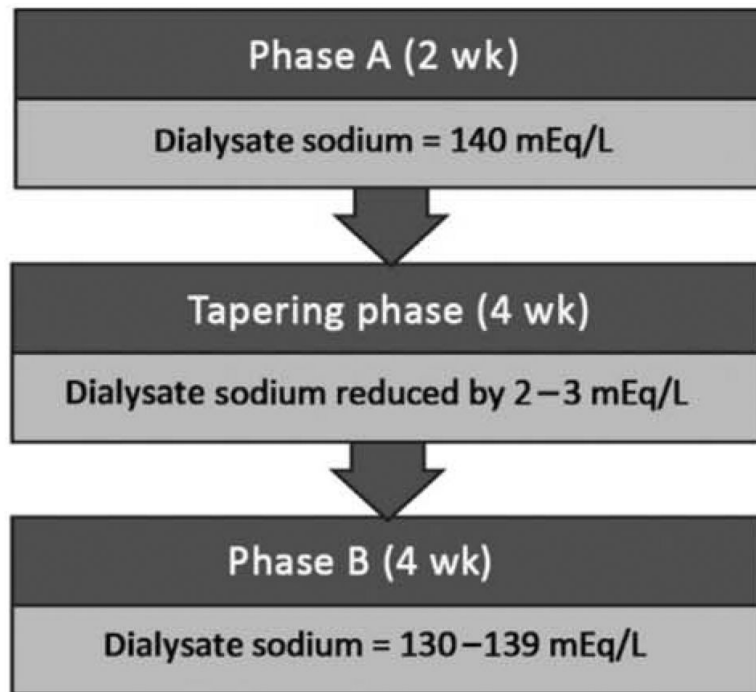 Phase A (2 wk)
Dialysate sodium = 140 mEq/L
Tapering phase (4 wk)
Dialysate sodium reduced by 2–3 mEq/L
Phase B (4 wk)
Dialysate sodium = 130–139 mEq/L